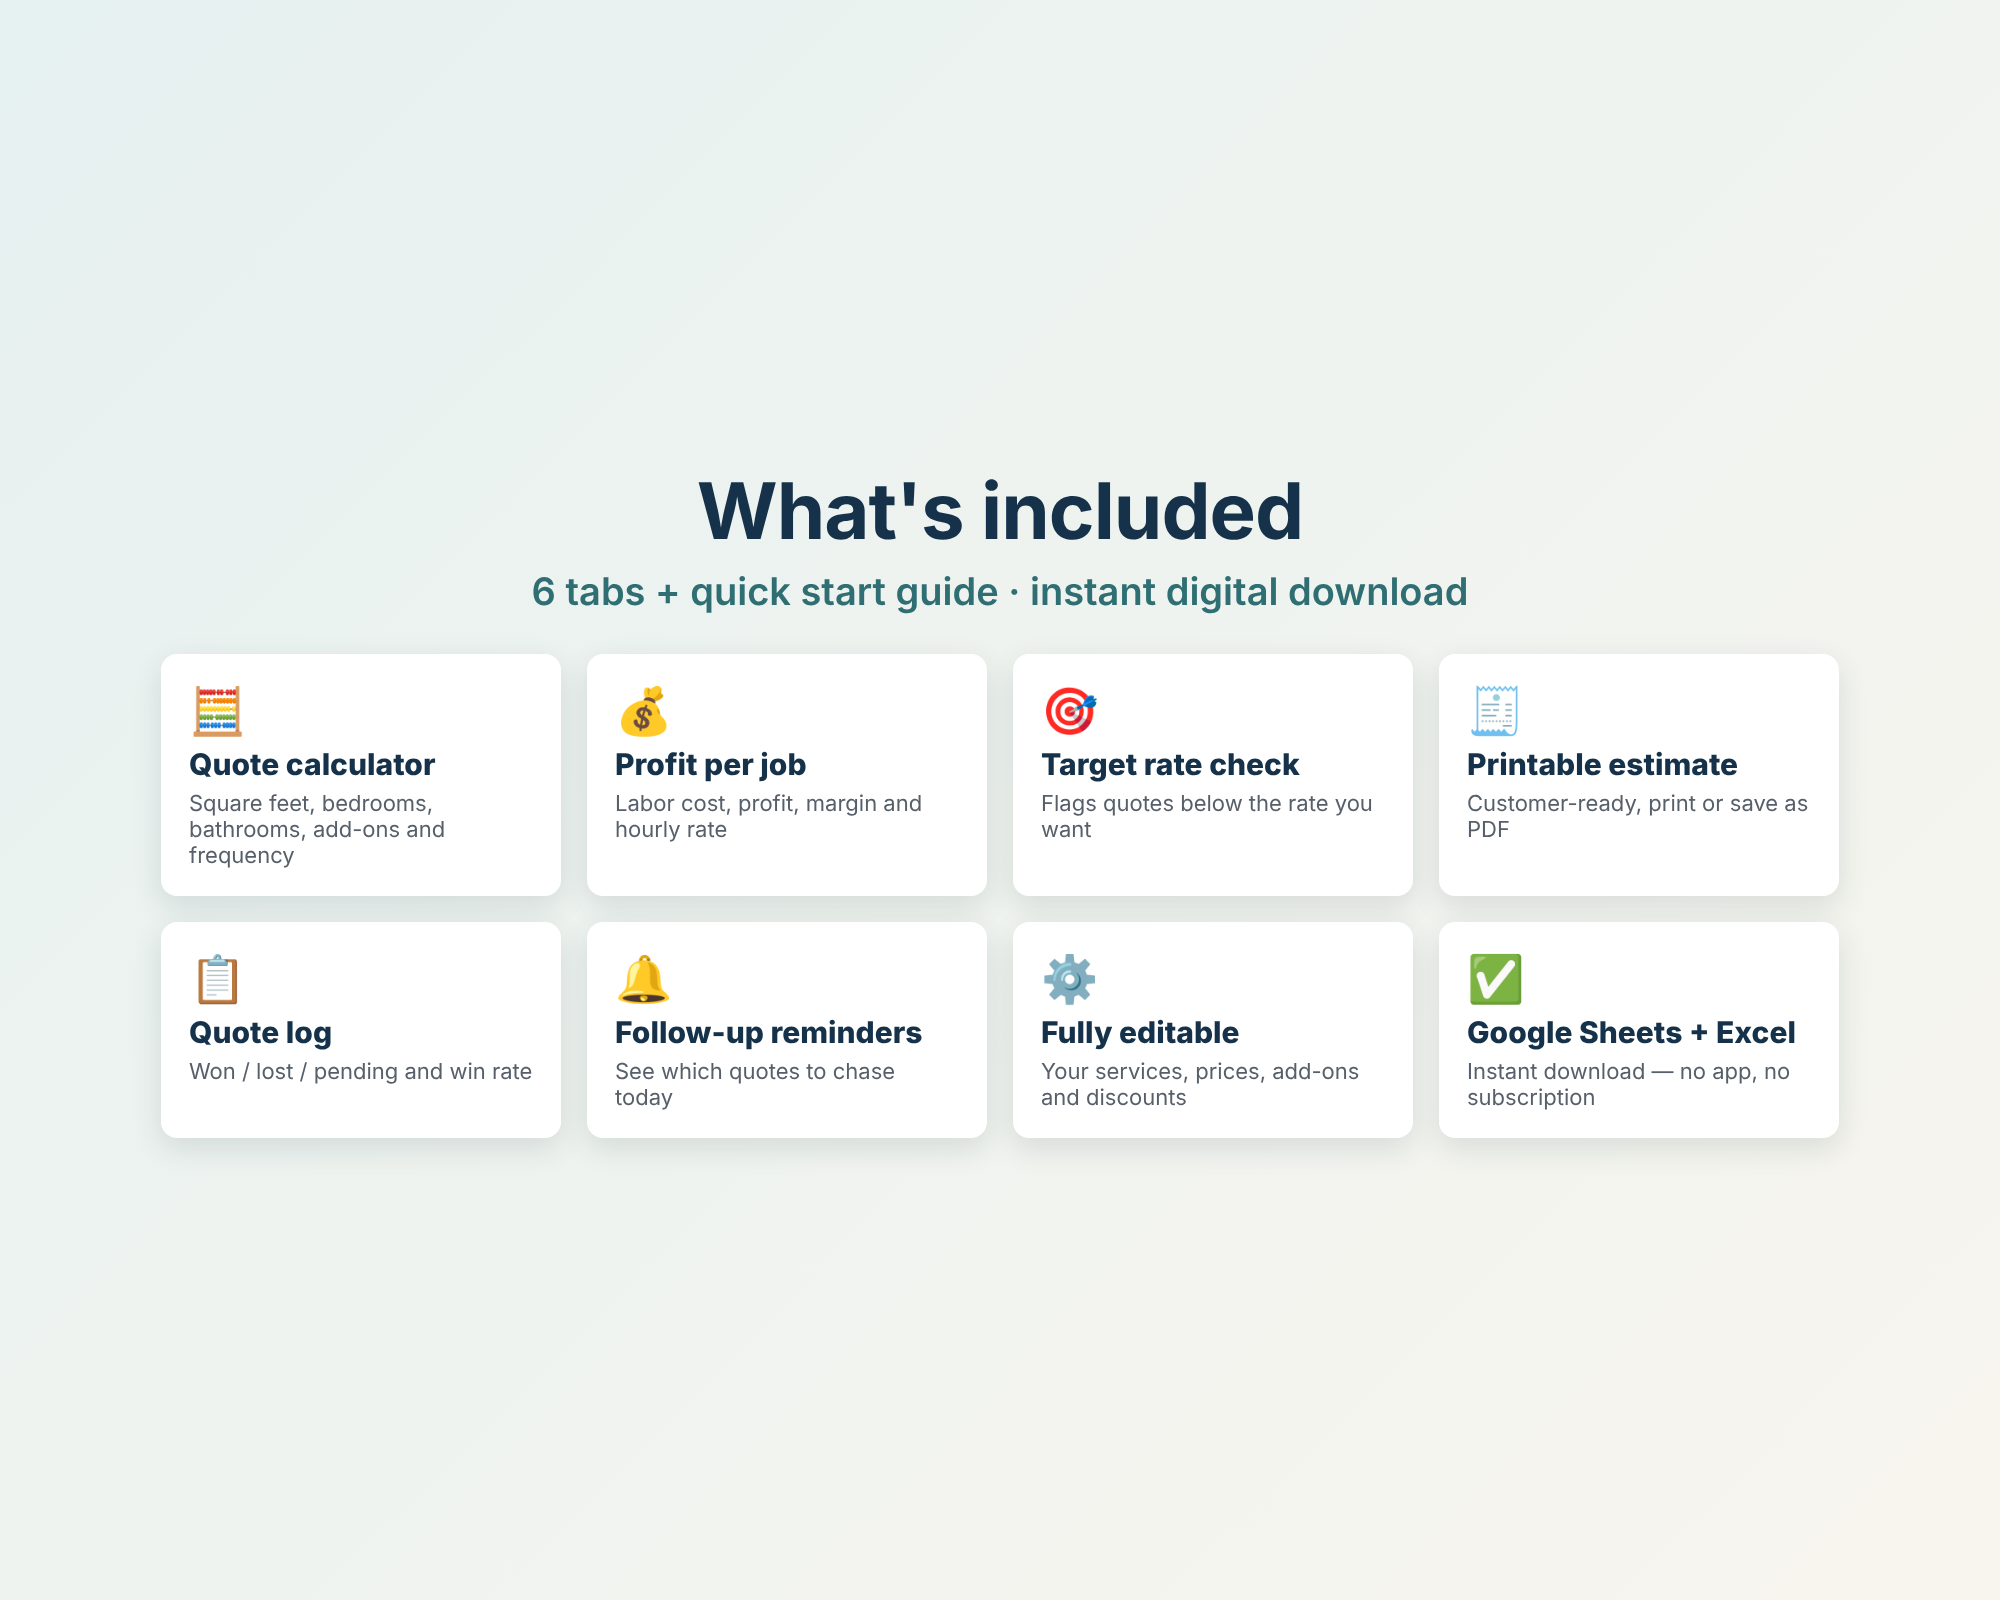 What's included
6 tabs + quick start guide · instant digital download
Quote calculator
Square feet, bedrooms,
bathrooms, add-ons and
frequency
Profit per job
Labor cost, profit, margin and
hourly rate
Target rate check
Flags quotes below the rate you
want
Printable estimate
Customer-ready, print or save as
PDF
Quote log
Won / lost / pending and win rate
Follow-up reminders
See which quotes to chase
today
Fully editable
Your services, prices, add-ons
and discounts
Google Sheets + Excel
Instant download — no app, no
subscription